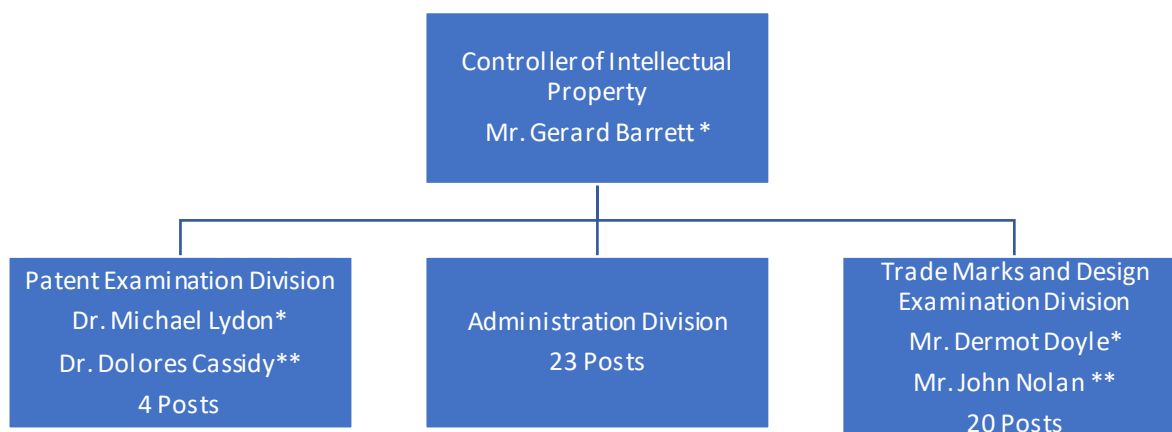 Controller of Intellectual
Property
Mr. Gerard Barrett *
Patent Examination Division
Dr. Michael Lydon*
Dr. Dolores Cassidy**
4 Posts
Administration Division
23 Posts
Trade Marks and Design
Examination Division
Mr. Dermot Doyle*
Mr. John Nolan **
20 Posts